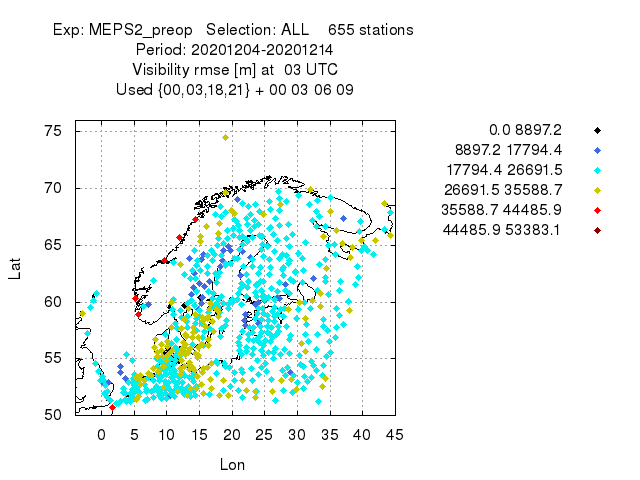 Exp: MEPS2_preop Selection: ALL 655 stations
Period: 20201204-20201214
Visibility rmse [m] at 03 UTC
Used {00,03,18,21} + 00 03 06 09
0.0 8897.2
8897.2 17794.4
17794.4 26691.5
26691.5 35588.7
35588.7 44485.9
44485.9 53383.1
75
70
65
60
55
50
Lat
0 5 10 15 20 25 30 35 40 45
Lon